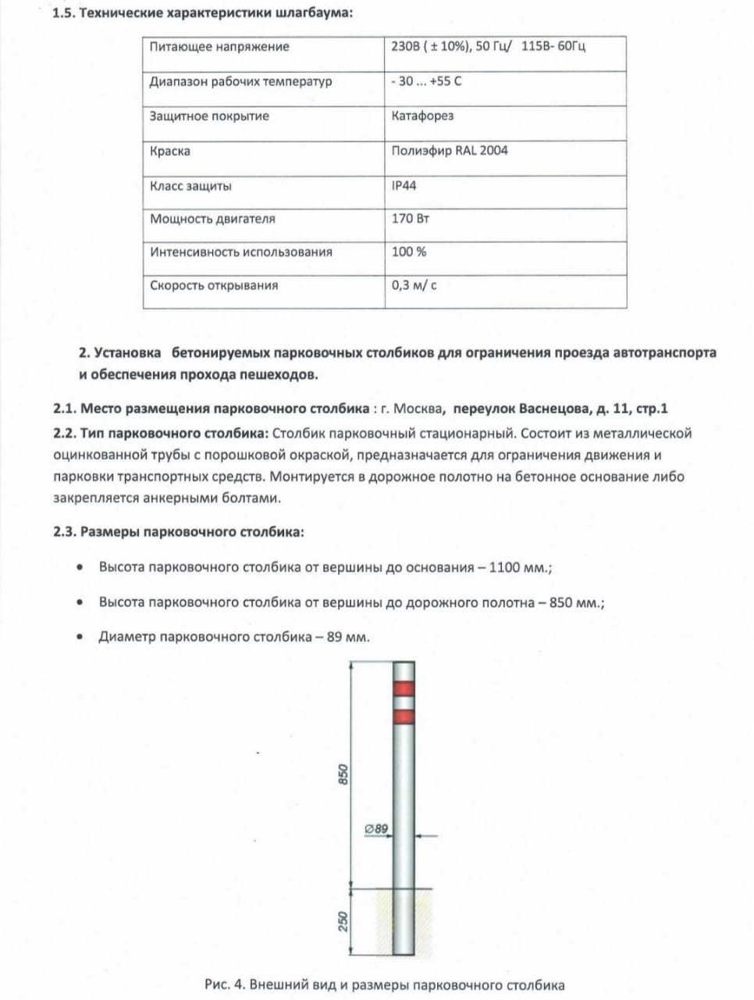 1.5. Технические характеристики шлагбаума:
Питающее напряжение 230В ( ± 10%), 50 Гц/ 115В- 60Гц
Диапазон рабочих температур - 30 ... +55 С
Защитное покрытие Катафорез
Краска Полиэфир RAL 2004
Класс защиты IP44
Мощность двигателя 170 Вт
Интенсивность использования 100 %
Скорость открывания 0,3 м/ с
2. Установка бетонируемых парковочных столбиков для ограничения проезда автотранспорта
и обеспечения прохода пешеходов.
2.1. Место размещения парковочного столбика : г. Москва, переулок Васнецова, д. 11, стр.1
2.2. Тип парковочного столбика: Столбик парковочный стационарный. Состоит из металлической
оцинкованной трубы с порошковой окраской, предназначается для ограничения движения и
парковки транспортных средств. Монтируется в дорожное полотно на бетонное основание либо
закрепляется анкерными болтами.
2.3. Размеры парковочного столбика:
• Высота парковочного столбика от вершины до основания – 1100 мм.;
• Высота парковочного столбика от вершины до дорожного полотна – 850 мм.;
• Диаметр парковочного столбика – 89 мм.
850
Ø89
250
Рис. 4. Внешний вид и размеры парковочного столбика